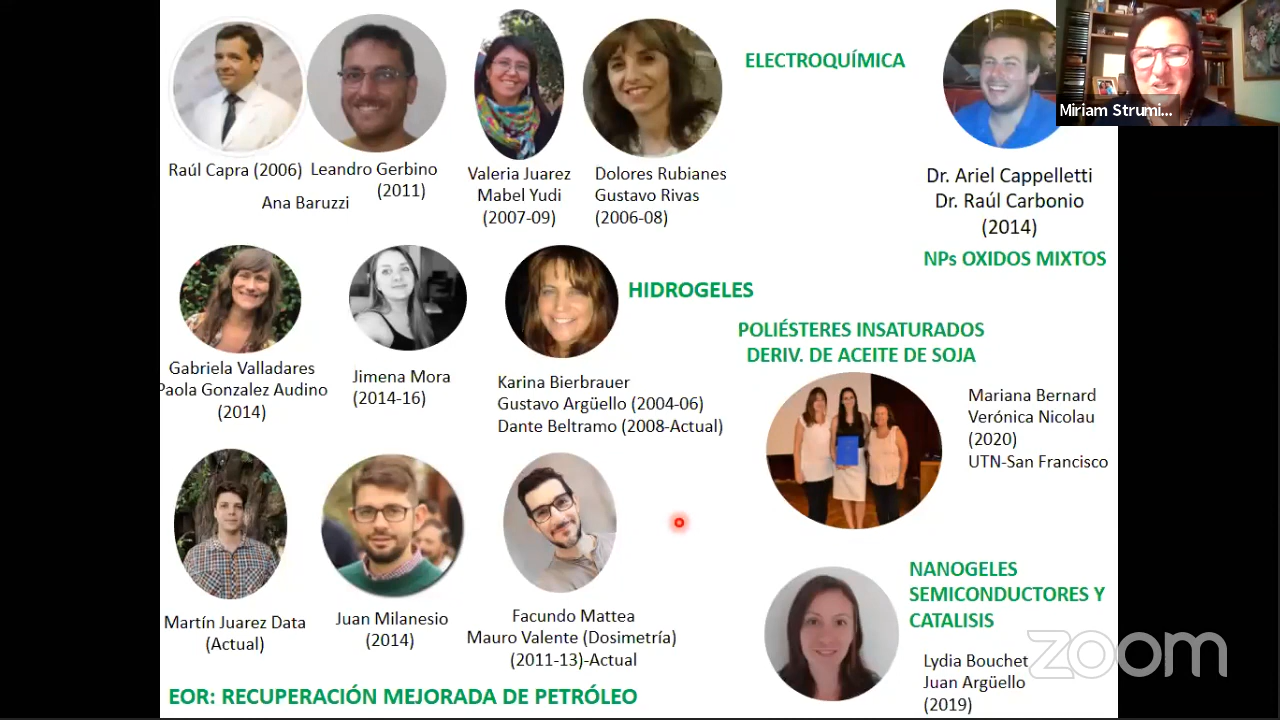 ELECTROQUÍMICA
Miriam Strumi...
Raúl Capra (2006)
Leandro Gerbino
(2011)
Ana Baruzzi
Valeria Juarez
Mabel Yudi
(2007-09)
Dolores Rubianes
Gustavo Rivas
(2006-08)
Dr. Ariel Cappelletti
Dr. Raúl Carbonio
(2014)
NPs OXIDOS MIXTOS
HIDROGELES
Gabriela Valladares
Paola Gonzalez Audino
(2014)
Jimena Mora
(2014-16)
Karina Bierbrauer
Gustavo Argüello (2004-06)
Dante Beltramo (2008-Actual)
POLIÉSTERES INSATURADOS
DERIV. DE ACEITE DE SOJA
Mariana Bernard
Verónica Nicolau
(2020)
UTN-San Francisco
Martín Juarez Data
(Actual)
Juan Milanesio
(2014)
Facundo Mattea
Mauro Valente (Dosimetría)
(2011-13)-Actual
NANOGELES
SEMICONDUCTORES Y
CATALISIS
Lydia Bouchet
Juan Argüello
(2019)
EOR: RECUPERACIÓN MEJORADA DE PETRÓLEO
zoom